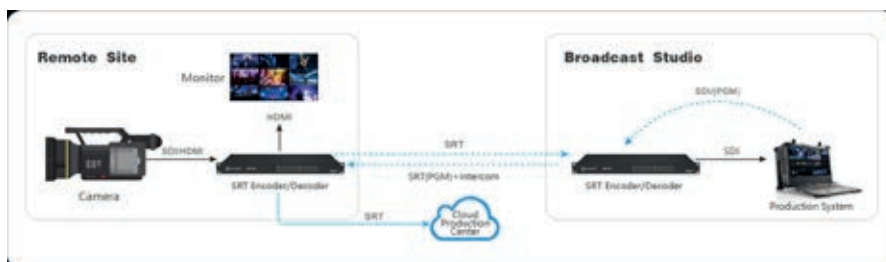 Remote Site
Broadcast Studio
Monitor
SDI(PGM)
HDMI
SRT
SDI/HDMI
SDI
SRT(PGM)+Intercom
Camera
SRT Encoder/Decoder
SRT Encoder/Decoder
Production System
SRT
Cloud
Production
Center